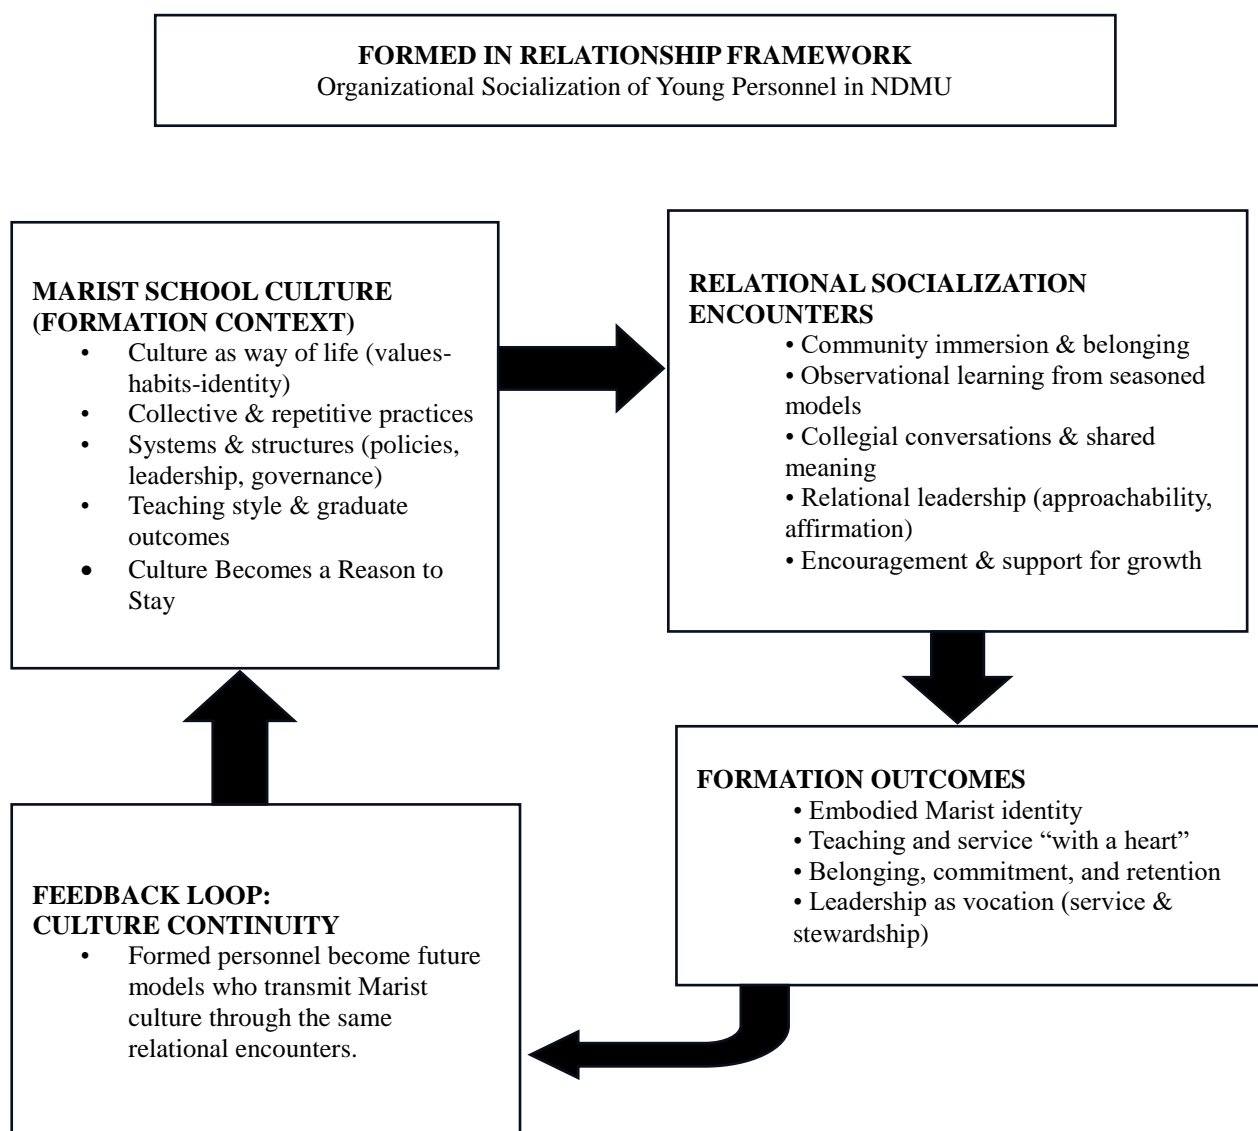 FORMED IN RELATIONSHIP FRAMEWORK
Organizational Socialization of Young Personnel in NDMU
MARIST SCHOOL CULTURE
(FORMATION CONTEXT)
• Culture as way of life (values-
habits-identity)
• Collective & repetitive practices
• Systems & structures (policies,
leadership, governance)
• Teaching style & graduate
outcomes
• Culture Becomes a Reason to
Stay
RELATIONAL SOCIALIZATION
ENCOUNTERS
• Community immersion & belonging
• Observational learning from seasoned
models
• Collegial conversations & shared
meaning
• Relational leadership (approachability,
affirmation)
• Encouragement & support for growth
FORMATION OUTCOMES
• Embodied Marist identity
• Teaching and service “with a heart”
• Belonging, commitment, and retention
• Leadership as vocation (service &
stewardship)
FEEDBACK LOOP:
CULTURE CONTINUITY
• Formed personnel become future
models who transmit Marist
culture through the same
relational encounters.